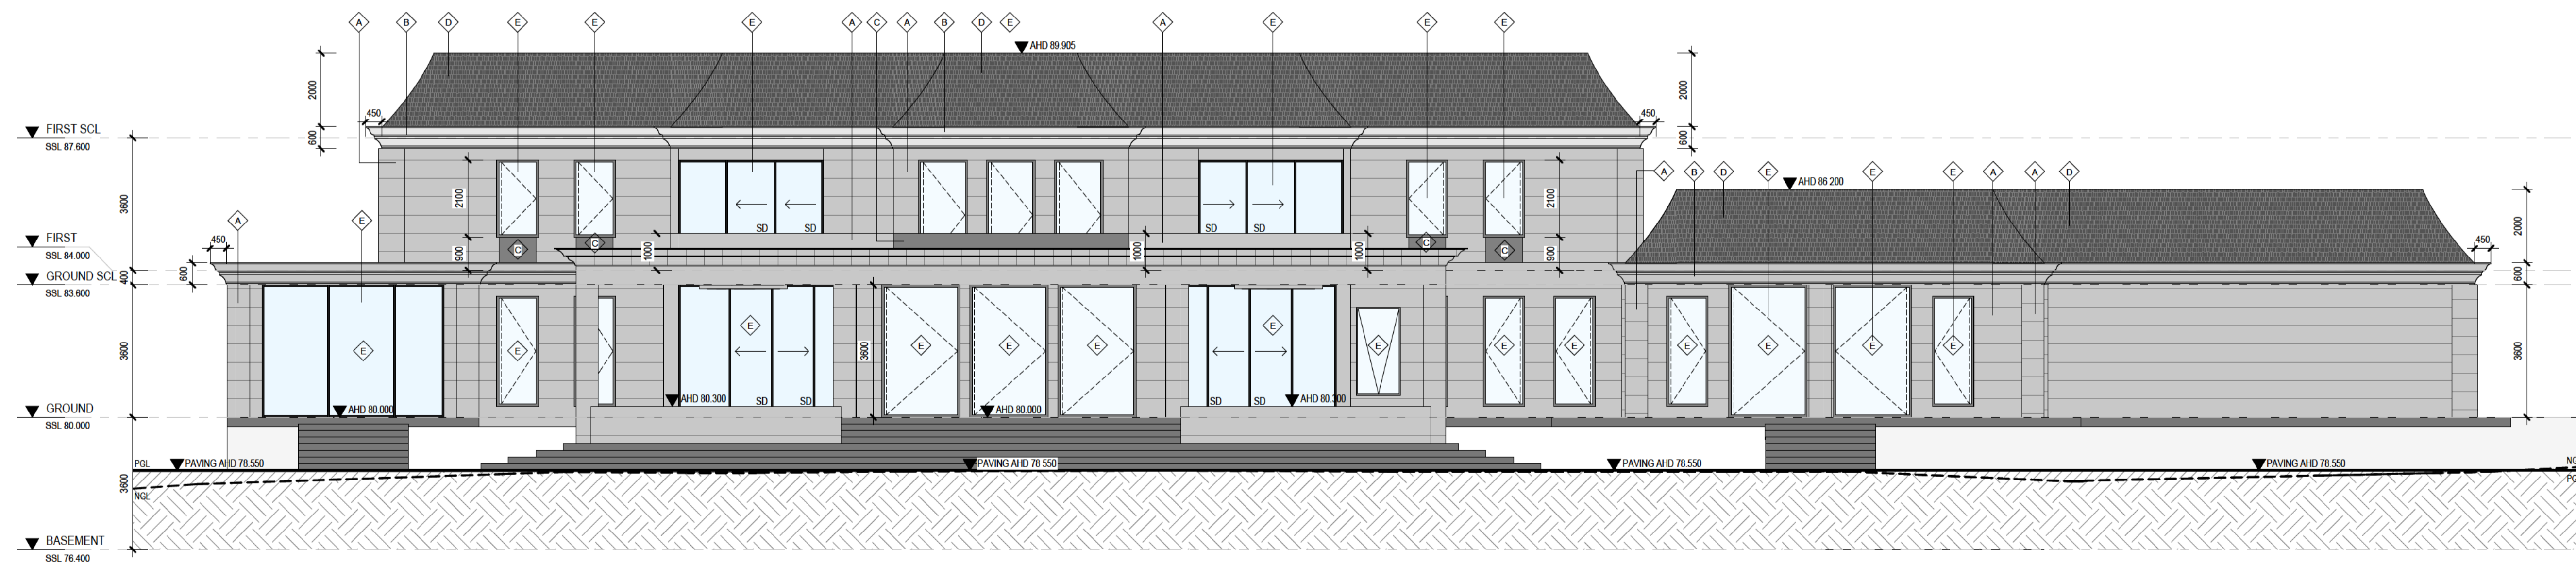 A B D E E E A C A B D E A E E E
AHD 89.905
2000
2000
450
450
FIRST SCL
SSL 87.600
600
600
A B D E E E A A D
AHD 86 200
2100
2100
3600
A E
2000
FIRST
SSL 84.000
450
C C C C
450
1000
1000
1000
900
900
SD SD SD SD
GROUND SCL
SSL 83.600
400
600
600
E E
3600
3600
3600
E E E E E E E E E E E E E
SD SD SD SD
AHD 80.300
AHD 80.300
GROUND
SSL 80.000
AHD 80.000
AHD 80.000
PGL
PAVING AHD 78.550
PAVING AHD 78 550
PAVING AHD 78.550
PAVING AHD 78.550
3600
NGL
BASEMENT
SSL 76.400